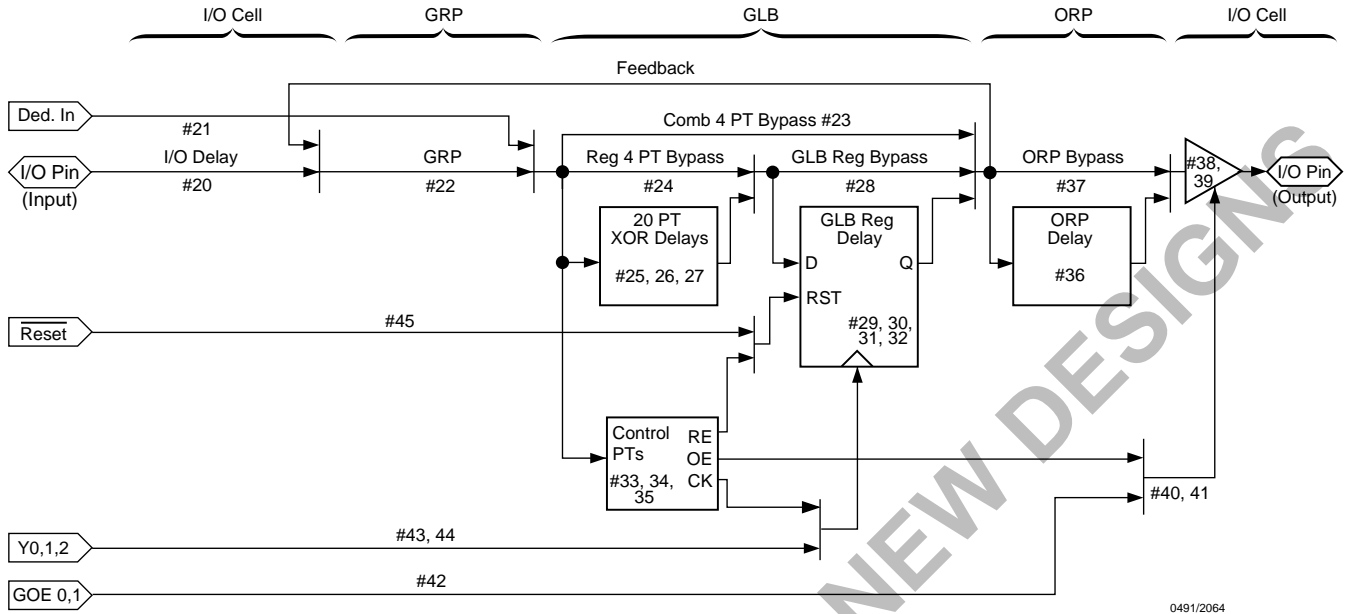 I/O Cell
GRP
GLB
ORP
I/O Cell
Feedback
Ded. In
#21
Comb 4 PT Bypass #23
I/O Pin
(Input)
I/O Delay
#20
GRP
#22
Reg 4 PT Bypass
#24
GLB Reg Bypass
#28
ORP Bypass
#37
#38,
39
I/O Pin
(Output)
20 PT
XOR Delays
#25, 26, 27
GLB Reg
Delay
D
Q
RST
#29, 30,
31, 32
ORP
Delay
#36
Reset
#45
Control
PTs
#33, 34,
35
RE
OE
CK
#40, 41
Y0,1,2
#43, 44
GOE 0,1
#42
NEW DESIGNS
0491/2064